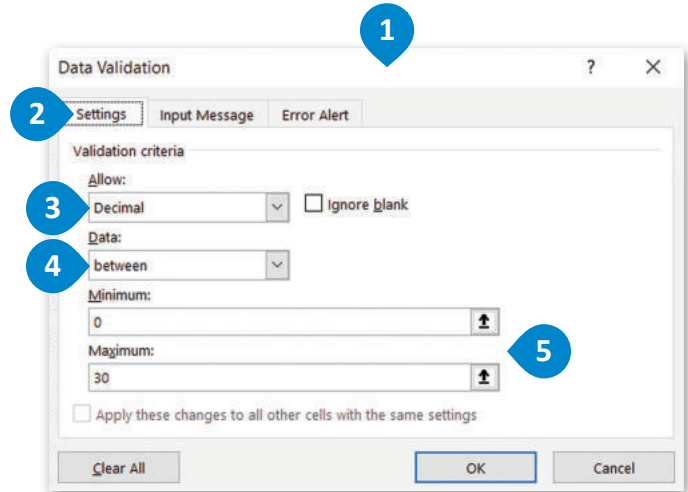 1
Data Validation ? ×
2
Settings Input Message Error Alert
Validation criteria
Allow:
3
Decimal Ignore blank
Data:
4
between
Minimum:
0
5
Maximum:
30
Apply these changes to all other cells with the same settings
Clear All OK Cancel